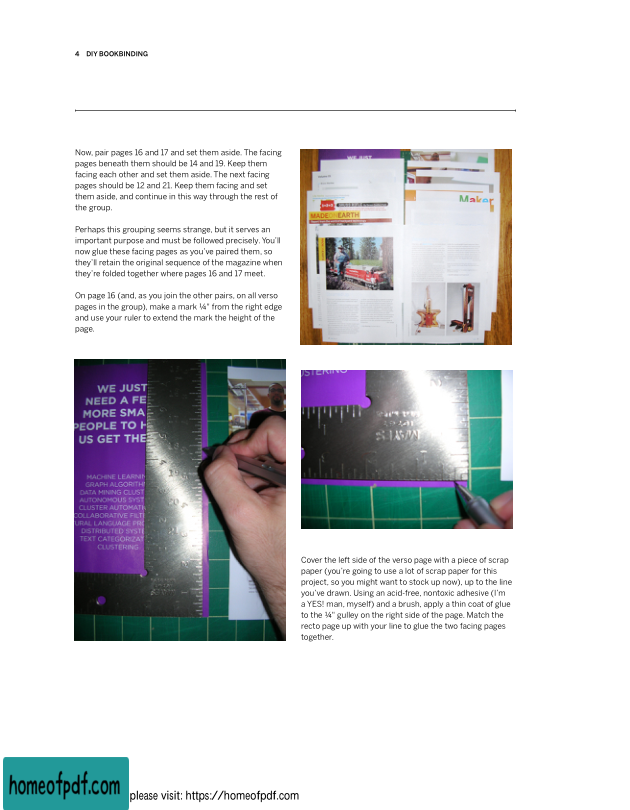 4 DIY BOOKBINDING
Now, pair pages 16 and 17 and set them aside. The facing
pages beneath them should be 14 and 19. Keep them
facing each other and set them aside. The next facing
pages should be 12 and 21. Keep them facing and set
them aside, and continue in this way through the rest of
the group.
Perhaps this grouping seems strange, but it serves an
important purpose and must be followed precisely. You'll
now glue these facing pages as you've paired them, so
they'll retain the original sequence of the magazine when
they're folded together where pages 16 and 17 meet.
On page 16 (and, as you join the other pairs, on all verso
pages in the group), make a mark ¼" from the right edge
and use your ruler to extend the mark the height of the
page.
WE JUST
Maker
MADE ON EARTH
WE JUST
NEED A FE
MORE SMA
PEOPLE TO H
US GET THE
MACHINE LEARNIN
GRAPH ALGORITH
DATA MINING CLUST
AUTONOMOUS SYST
CLUSTER AUTOMATI
COLLABORATIVE FILT
URAL LANGUAGE PRO
DISTRIBUTED SYSTE
TEXT CATEGORIZAT
CLUSTERING
USTERING
Cover the left side of the verso page with a piece of scrap
paper (you're going to use a lot of scrap paper for this
project, so you might want to stock up now), up to the line
you've drawn. Using an acid-free, nontoxic adhesive (I'm
a YES! man, myself) and a brush, apply a thin coat of glue
to the ¼" gulley on the right side of the page. Match the
recto page up with your line to glue the two facing pages
together.
homeofpdf.com
please visit: https://homeofpdf.com